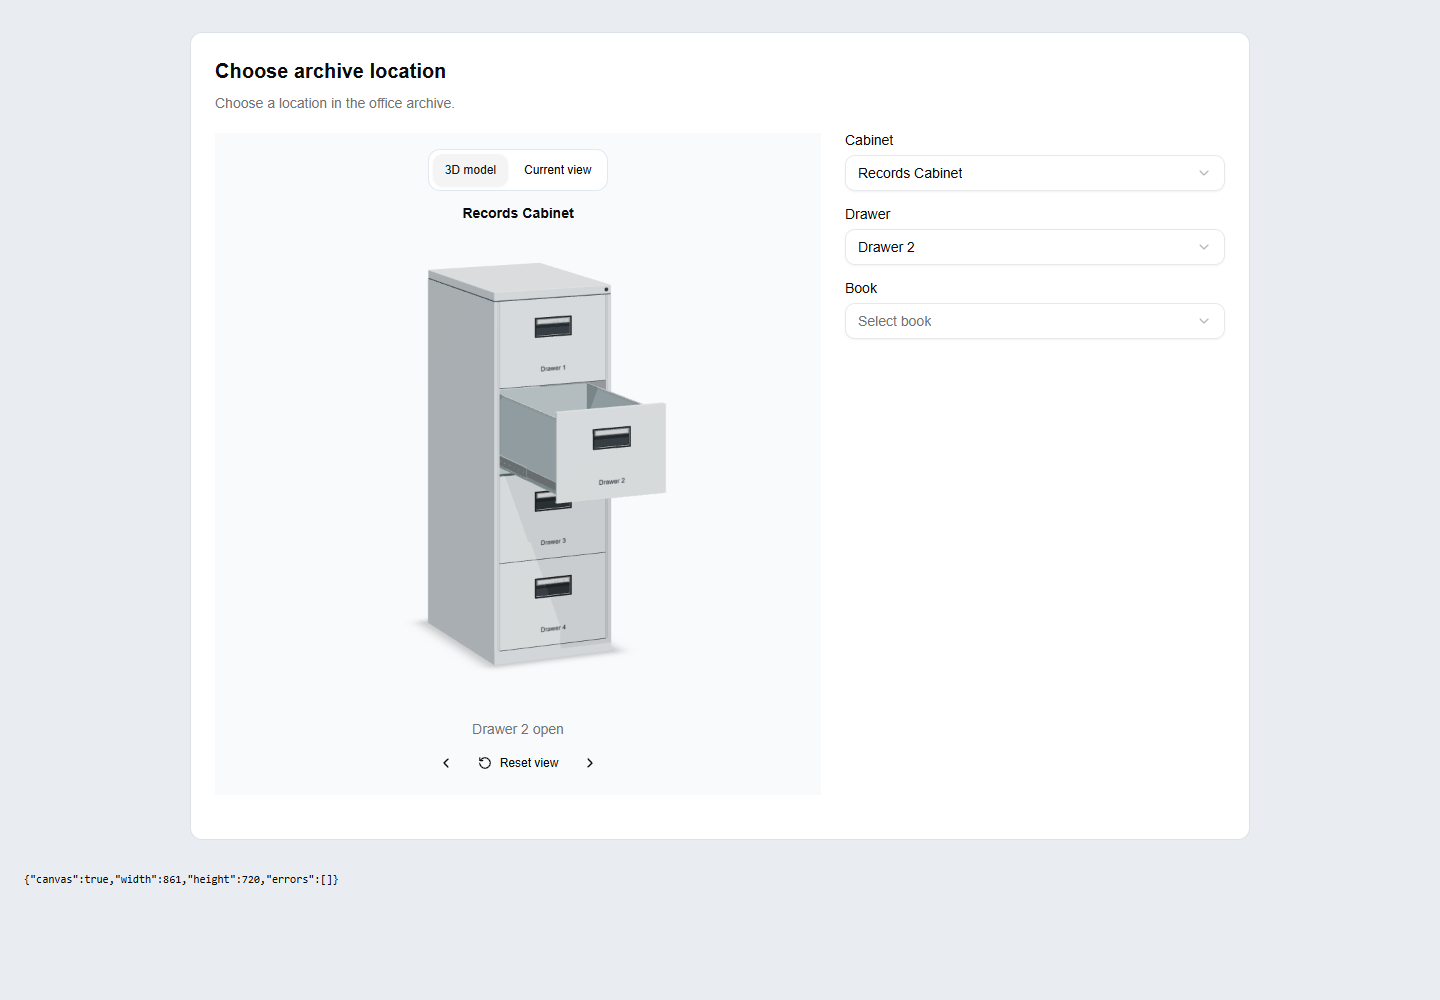 Choose archive location
Choose a location in the office archive.
3D model
Current view
Records Cabinet
Drawer 1
Drawer 2
Drawer 3
Drawer 4
Drawer 2 open
Reset view
Cabinet
Records Cabinet
Drawer
Drawer 2
Book
Select book
{"canvas":true,"width":861,"height":720,"errors":[]}